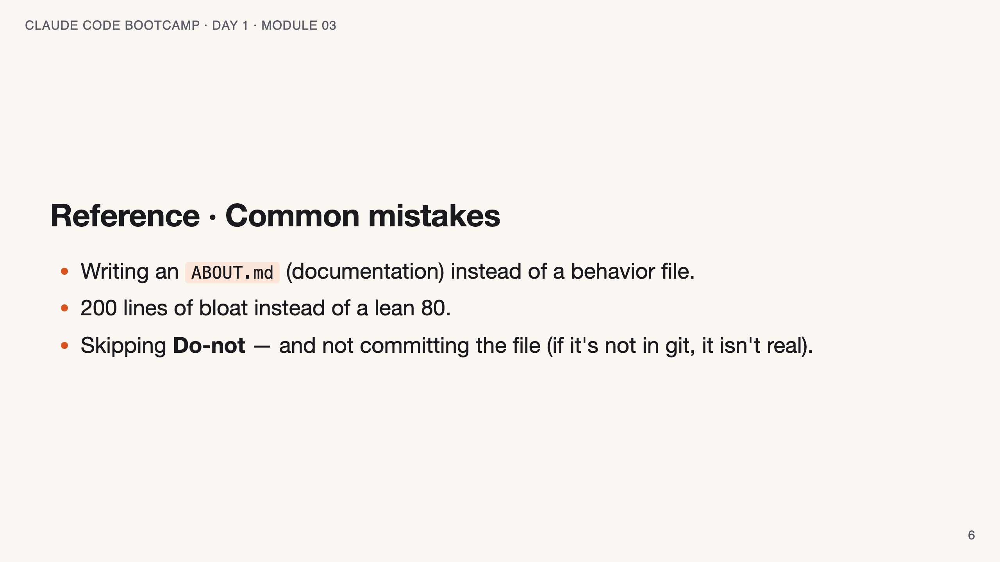 CLAUDE CODE BOOTCAMP · DAY 1 · MODULE 03
Reference · Common mistakes
• Writing an ABOUT.md (documentation) instead of a behavior file.
• 200 lines of bloat instead of a lean 80.
• Skipping Do-not — and not committing the file (if it's not in git, it isn't real).
6